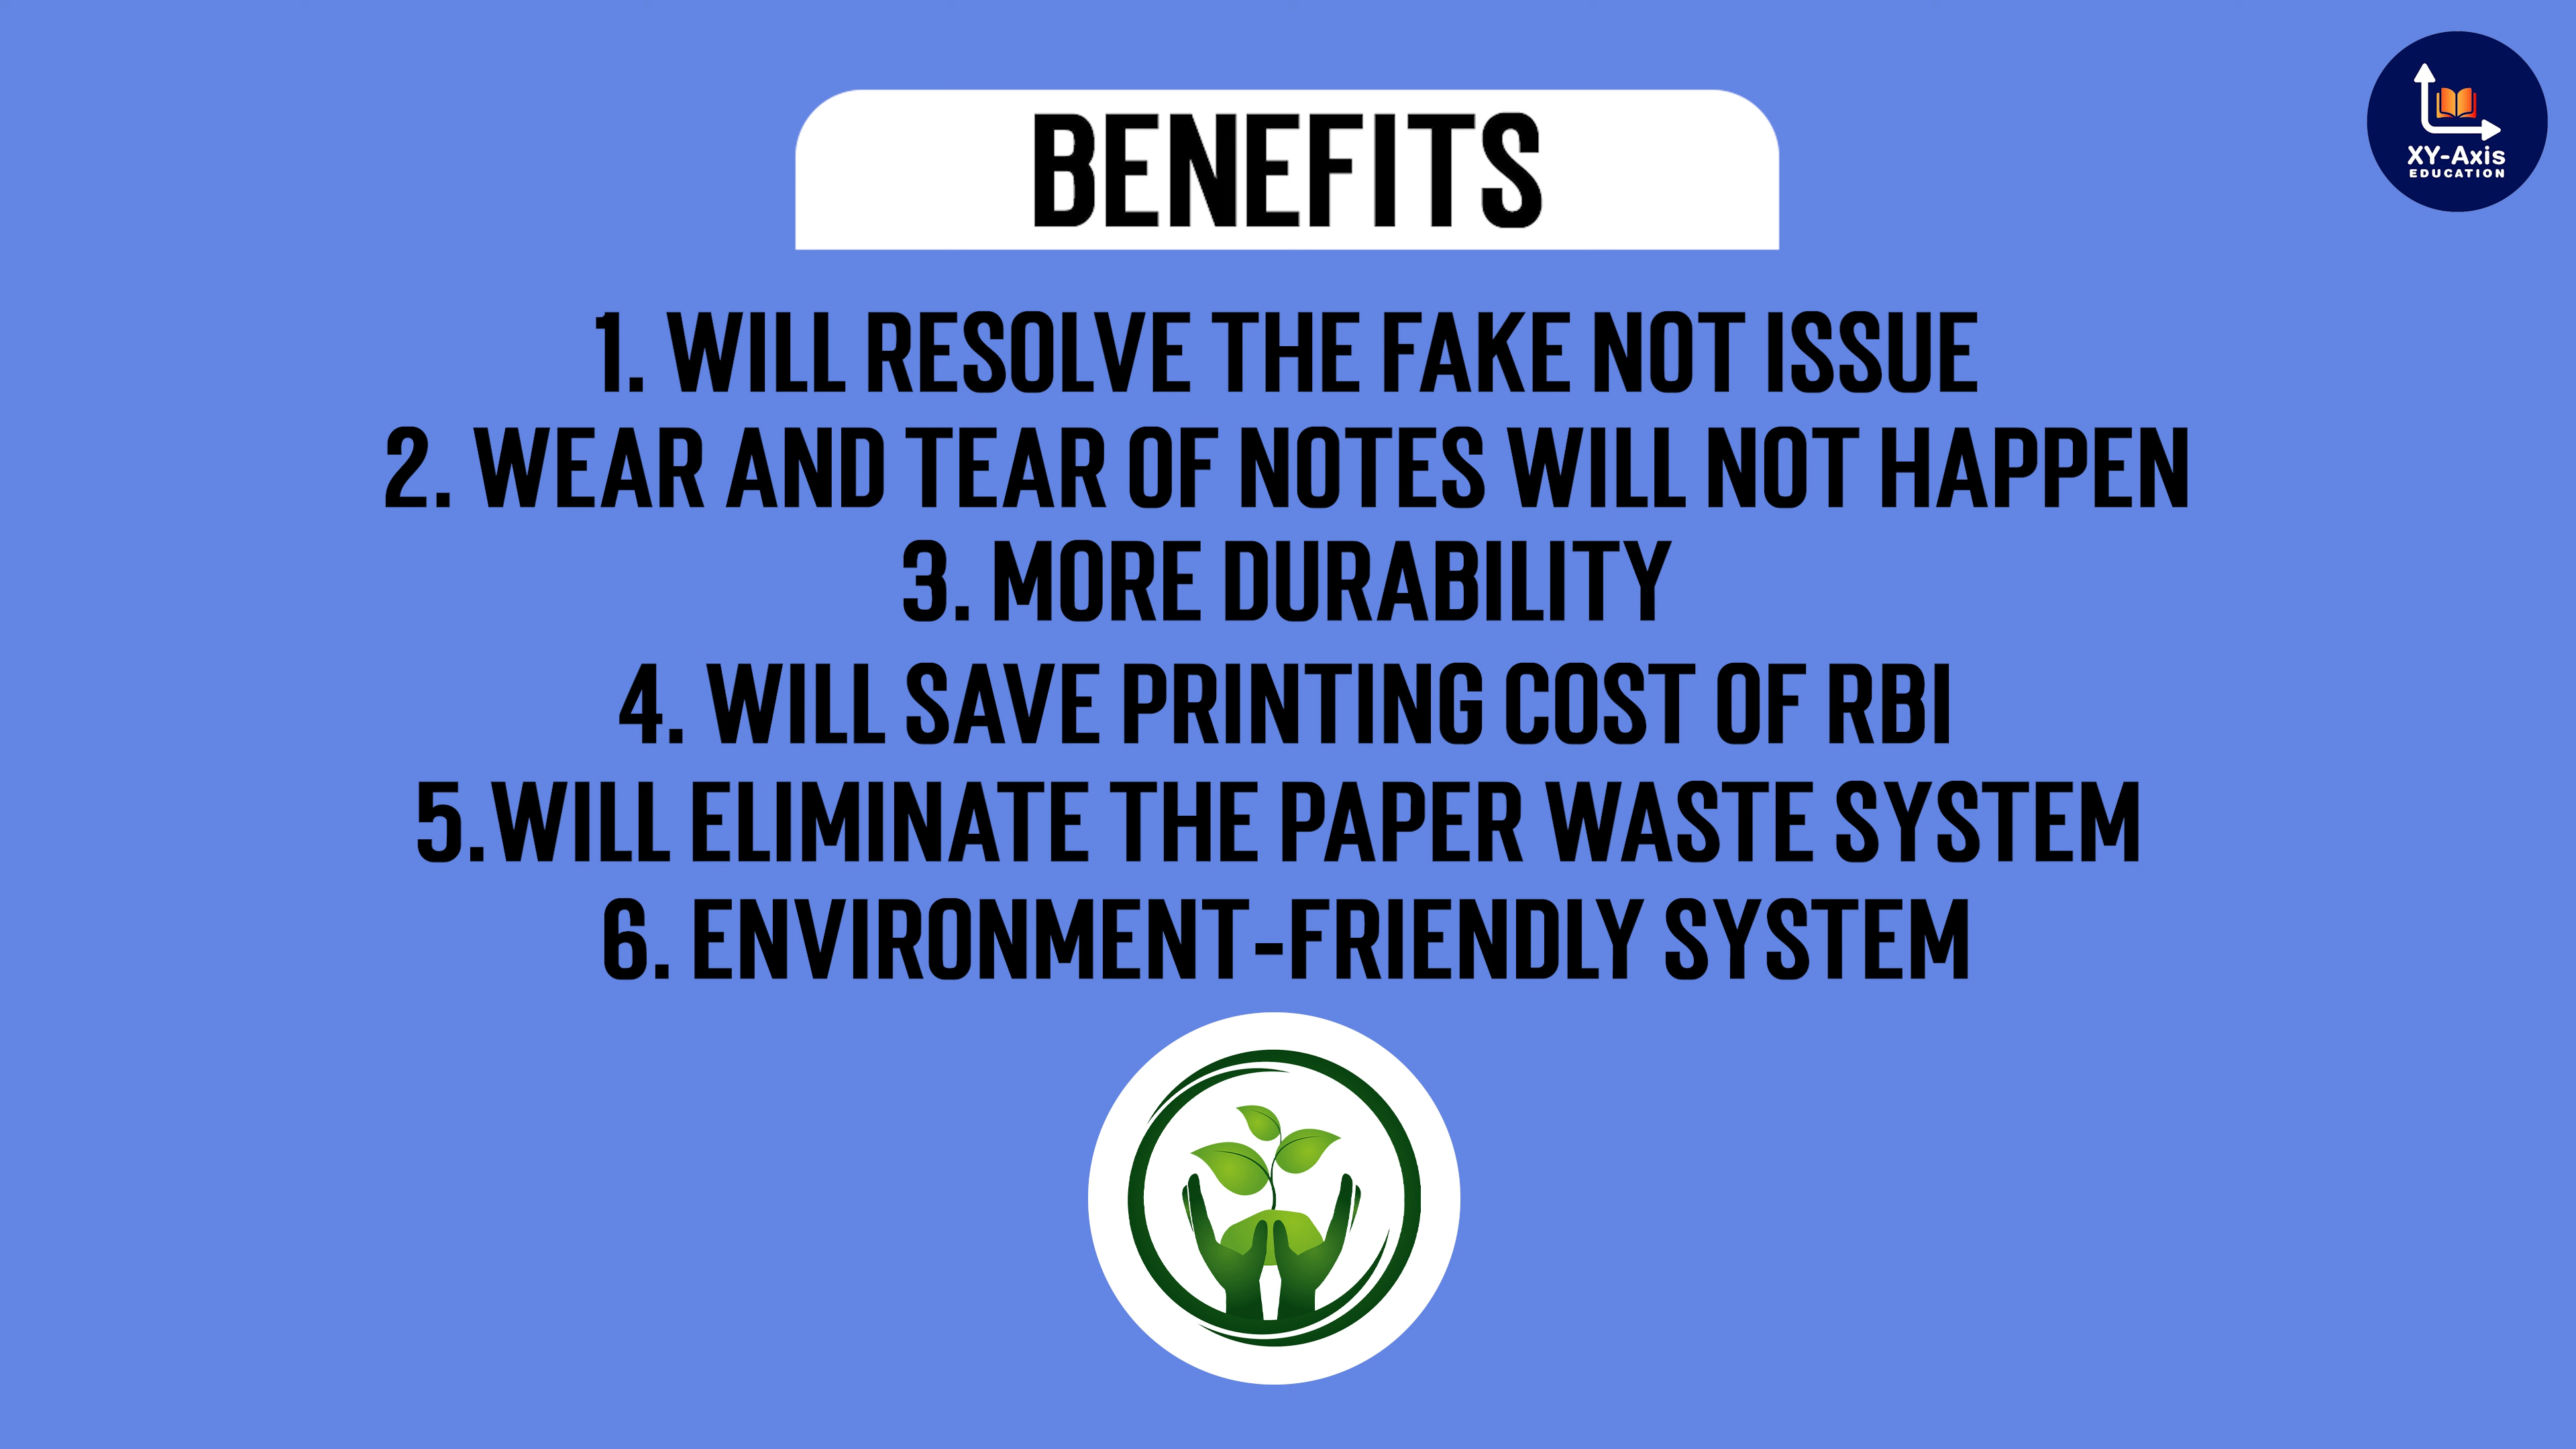 XY-Axis
EDUCATION
BENEFITS
1. WILL RESOLVE THE FAKE NOT ISSUE
2. WEAR AND TEAR OF NOTES WILL NOT HAPPEN
3. MORE DURABILITY
4. WILL SAVE PRINTING COST OF RBI
5.WILL ELIMINATE THE PAPER WASTE SYSTEM
6. ENVIRONMENT-FRIENDLY SYSTEM